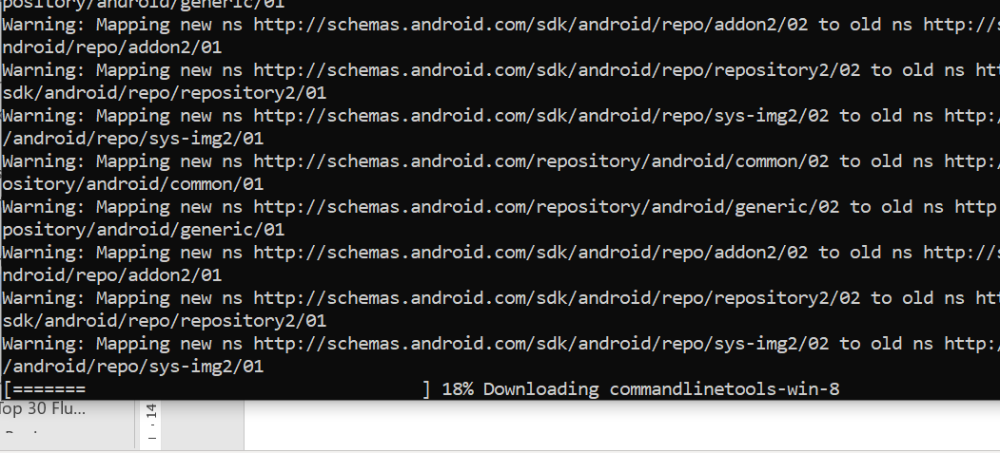 pository/android/generic/01
Warning: Mapping new ns http://schemas.android.com/sdk/android/repo/addon2/02 to old ns http://s
ndroid/repo/addon2/01
Warning: Mapping new ns http://schemas.android.com/sdk/android/repo/repository2/02 to old ns htt
sdk/android/repo/repository2/01
Warning: Mapping new ns http://schemas.android.com/sdk/android/repo/sys-img2/02 to old ns http:/
/android/repo/sys-img2/01
Warning: Mapping new ns http://schemas.android.com/repository/android/common/02 to old ns http:/
ository/android/common/01
Warning: Mapping new ns http://schemas.android.com/repository/android/generic/02 to old ns http
pository/android/generic/01
Warning: Mapping new ns http://schemas.android.com/sdk/android/repo/addon2/02 to old ns http://s
ndroid/repo/addon2/01
Warning: Mapping new ns http://schemas.android.com/sdk/android/repo/repository2/02 to old ns htt
sdk/android/repo/repository2/01
Warning: Mapping new ns http://schemas.android.com/sdk/android/repo/sys-img2/02 to old ns http:/
/android/repo/sys-img2/01
[======= ] 18% Downloading commandlinetools-win-8
Top 30 Flu...
14